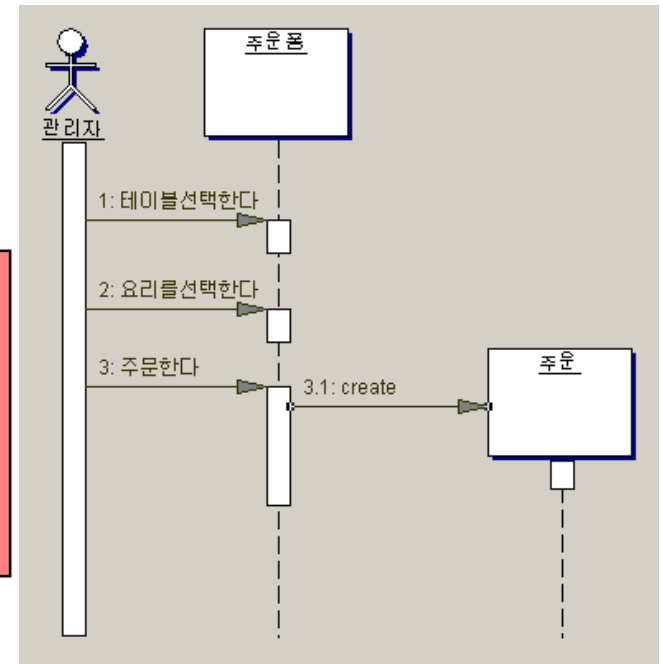 주문폼
관리자
1: 테이블선택한다
2: 요리를선택한다
3: 주문한다
3.1: create
주문